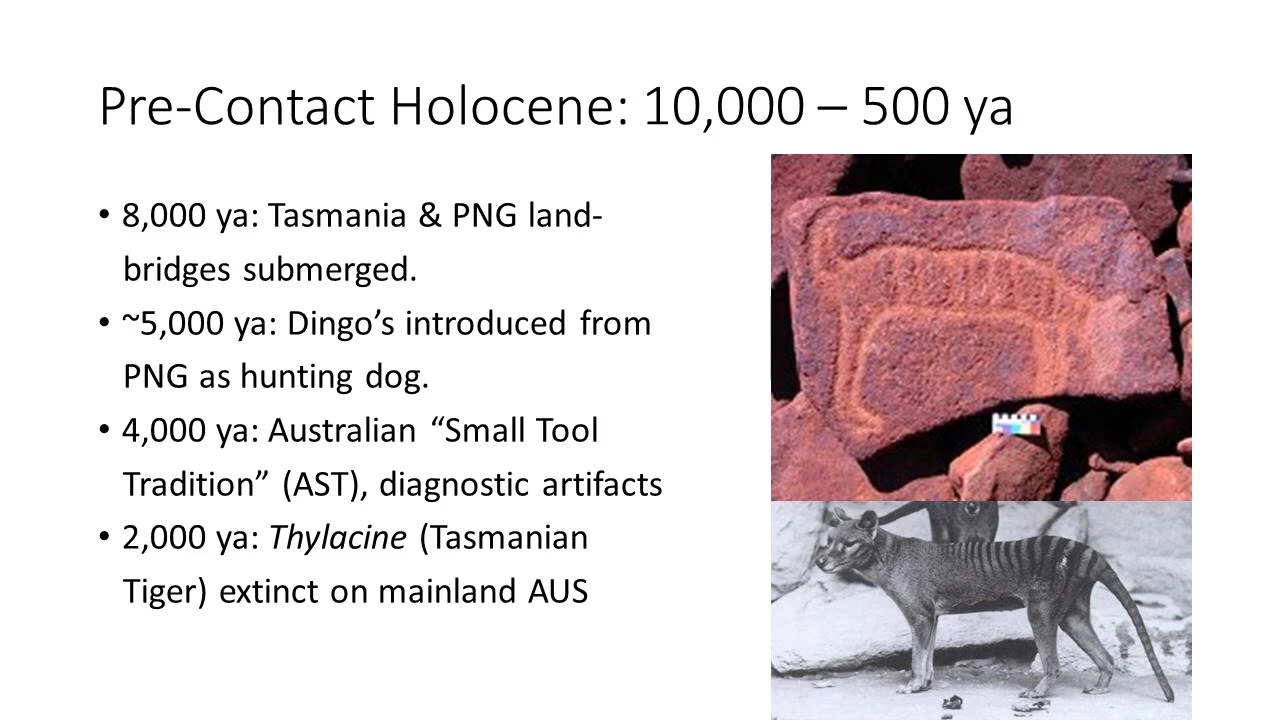 Pre-Contact Holocene: 10,000 – 500 ya
• 8,000 ya: Tasmania & PNG land-
bridges submerged.
• ~5,000 ya: Dingo’s introduced from
PNG as hunting dog.
• 4,000 ya: Australian “Small Tool
Tradition” (AST), diagnostic artifacts
• 2,000 ya: Thylacine (Tasmanian
Tiger) extinct on mainland AUS